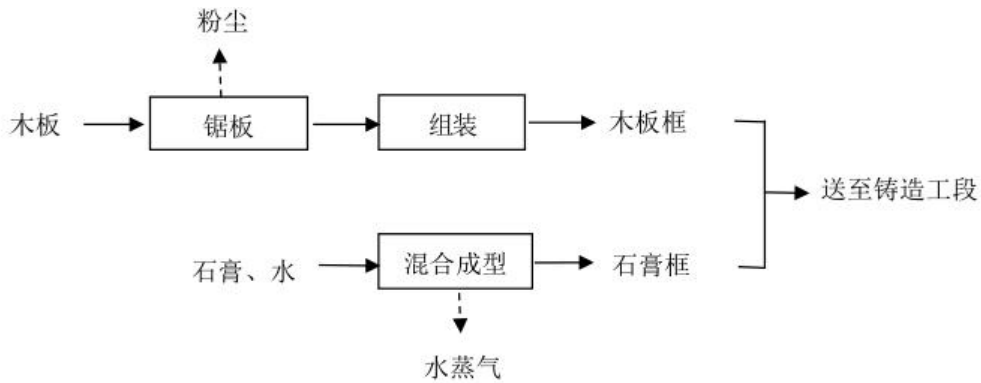 粉尘
木板
锯板
组装
木板框
送至铸造工段
石膏、水
混合成型
石膏框
水蒸气